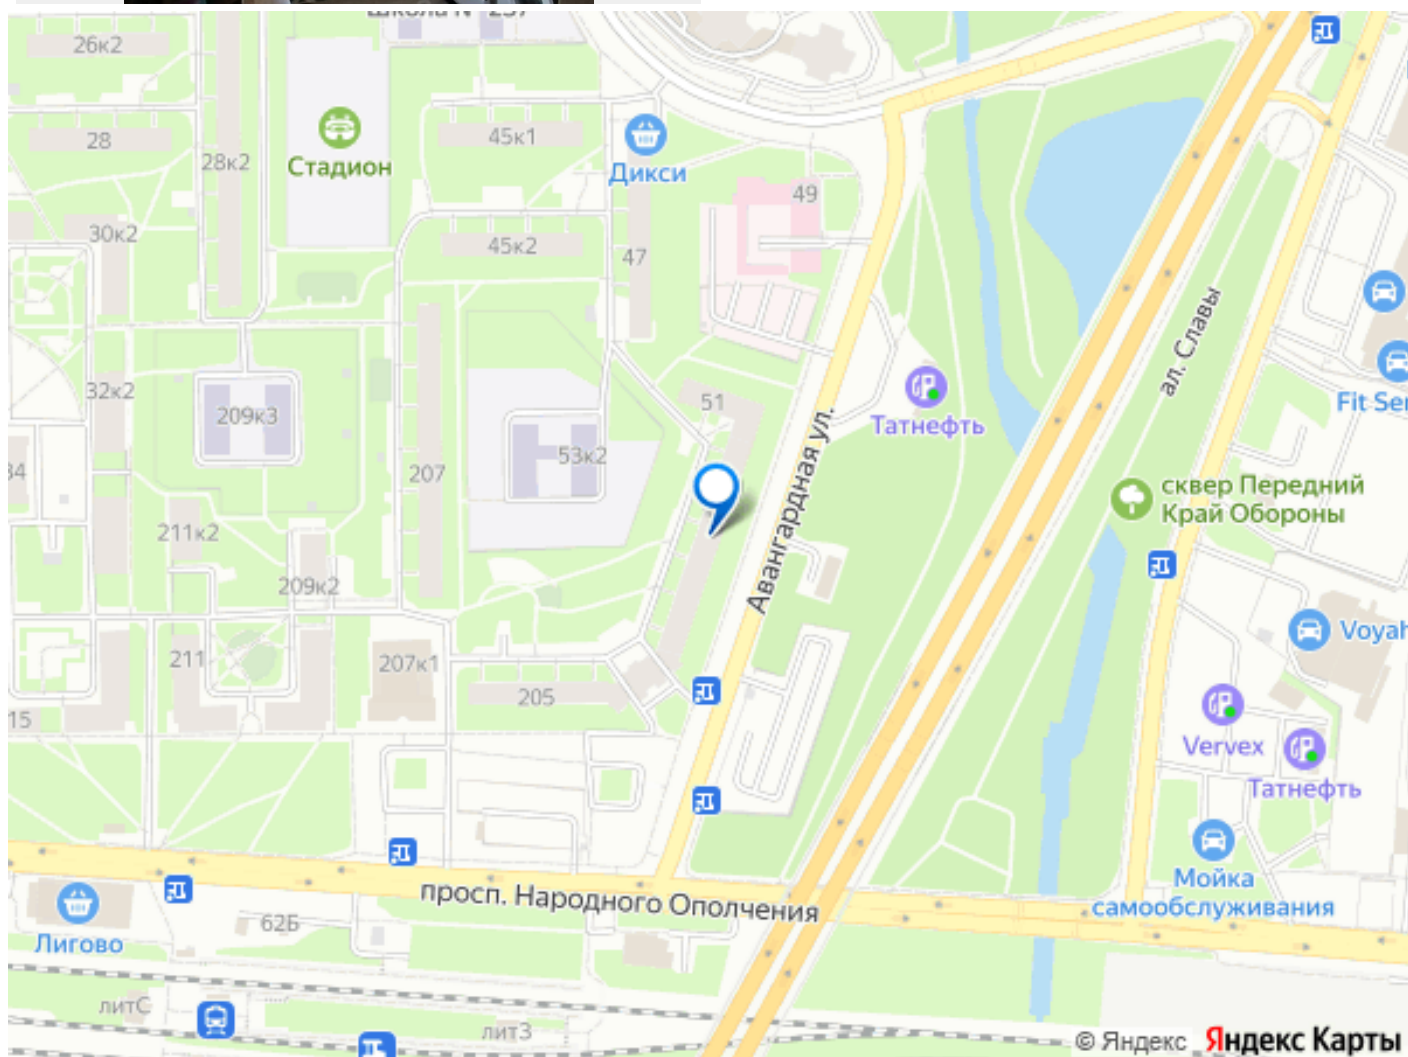 26к2
28
28к2
Стадион
45к1
Дикси
49
30к2
45к2
47
ал. Славы
32к2
209к3
51
53к2
207
Татнефть
Fit Ser
Авангардная ул.
сквер Передний
Край Обороны
34
211к2
209к2
Voyah
211
207к1
205
15
Vervex
Татнефть
Мойка
самообслуживания
просп. Народного Ополчения
62Б
Лигово
литС
литЗ
© Яндекс Яндекс Карты